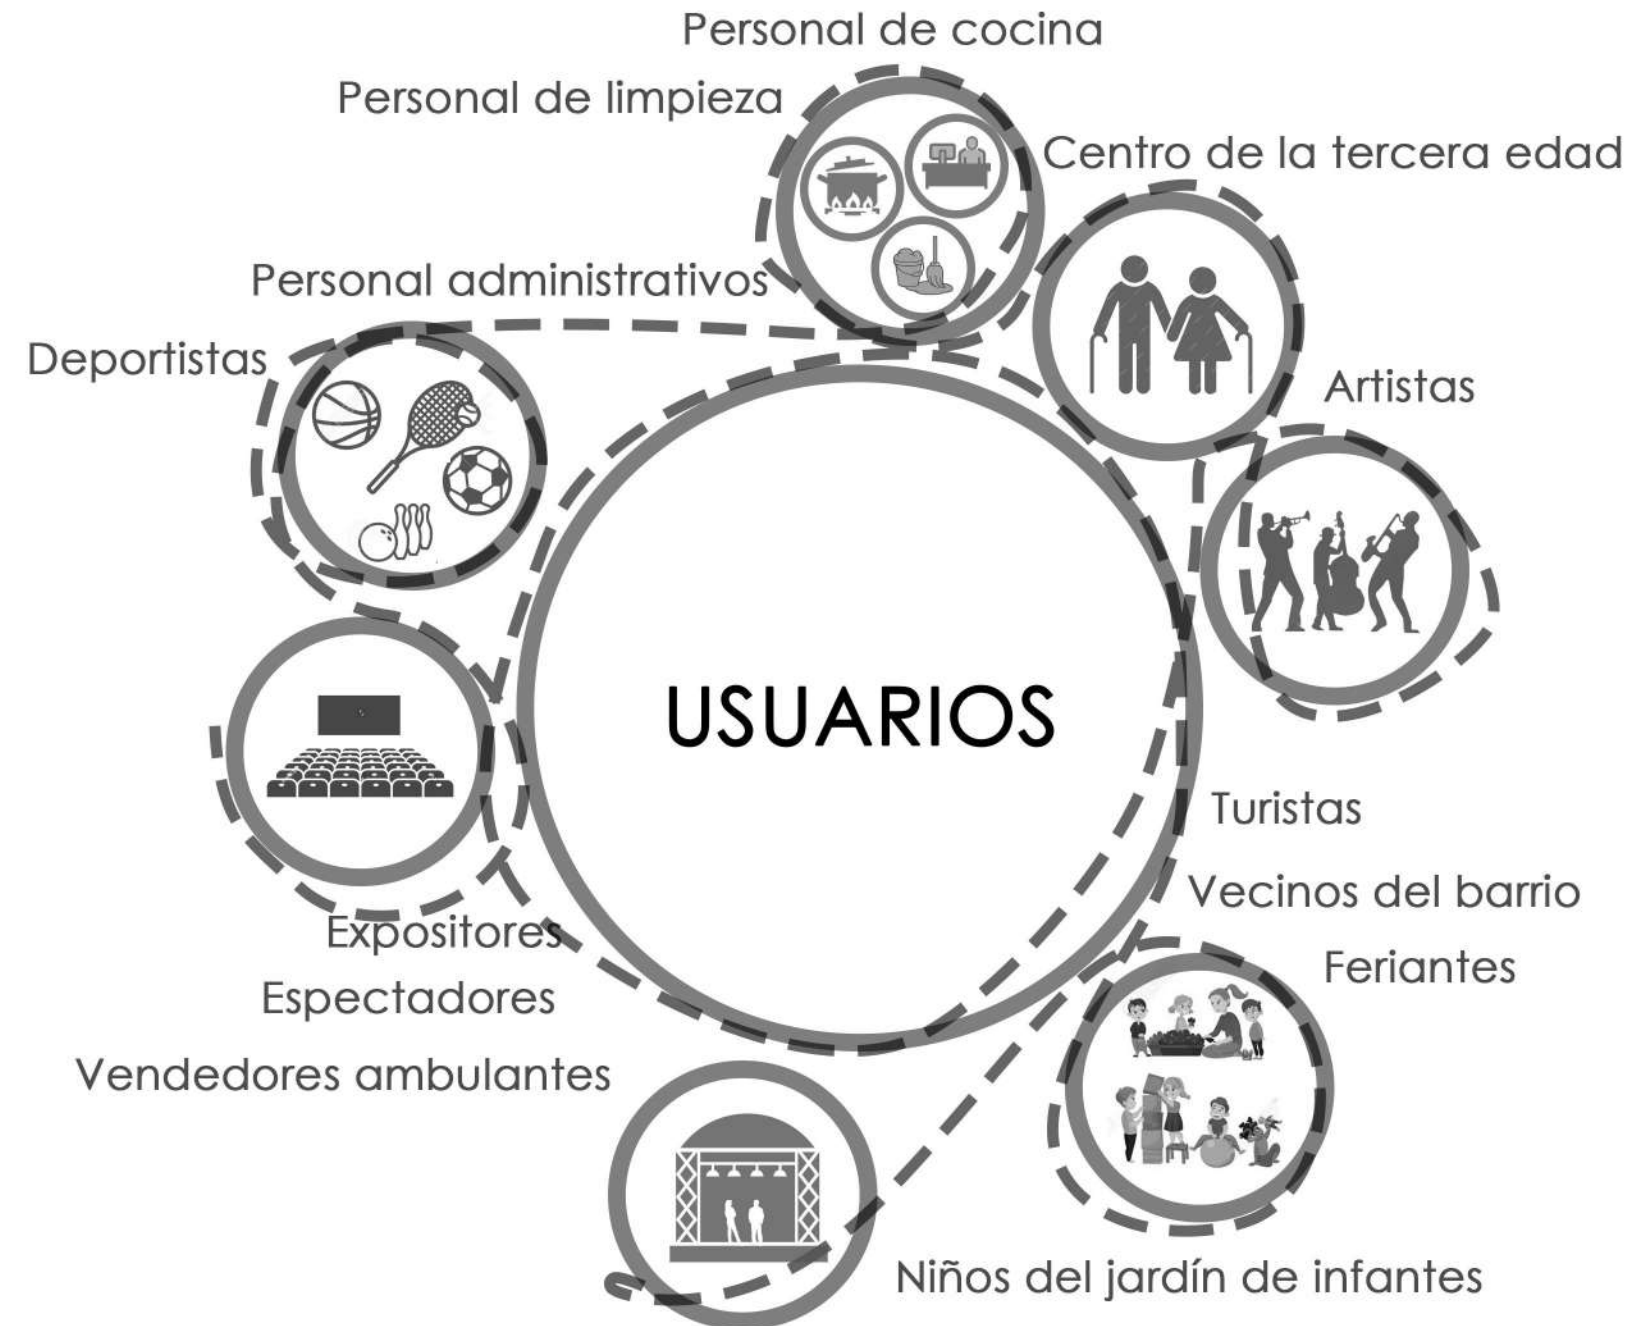 Personal de cocina
Personal de limpieza
Centro de la tercera edad
Personal administrativos
Deportistas
Artistas
USUARIOS
Turistas
Vecinos del barrio
Expositores
Feriantes
Espectadores
Vendedores ambulantes
Niños del jardín de infantes